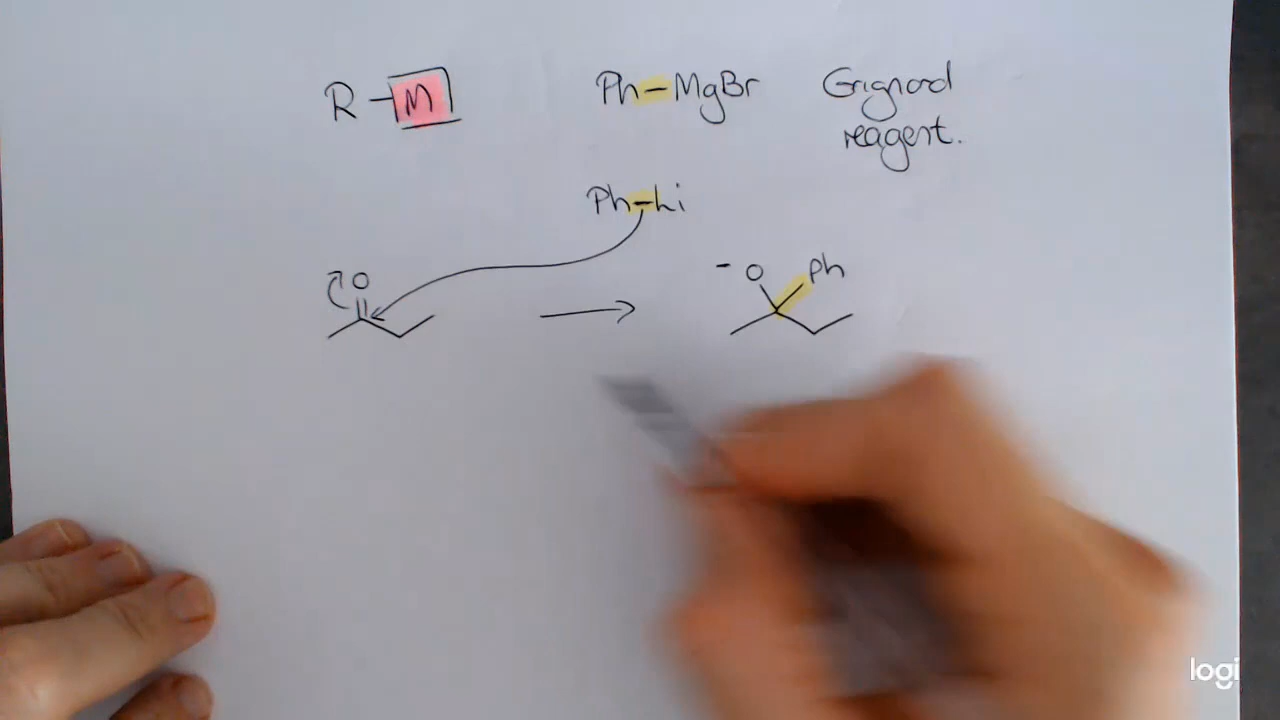 R-M
Ph-MgBr
Grignard
reagent.
Ph-Li
O
- O
Ph
logi